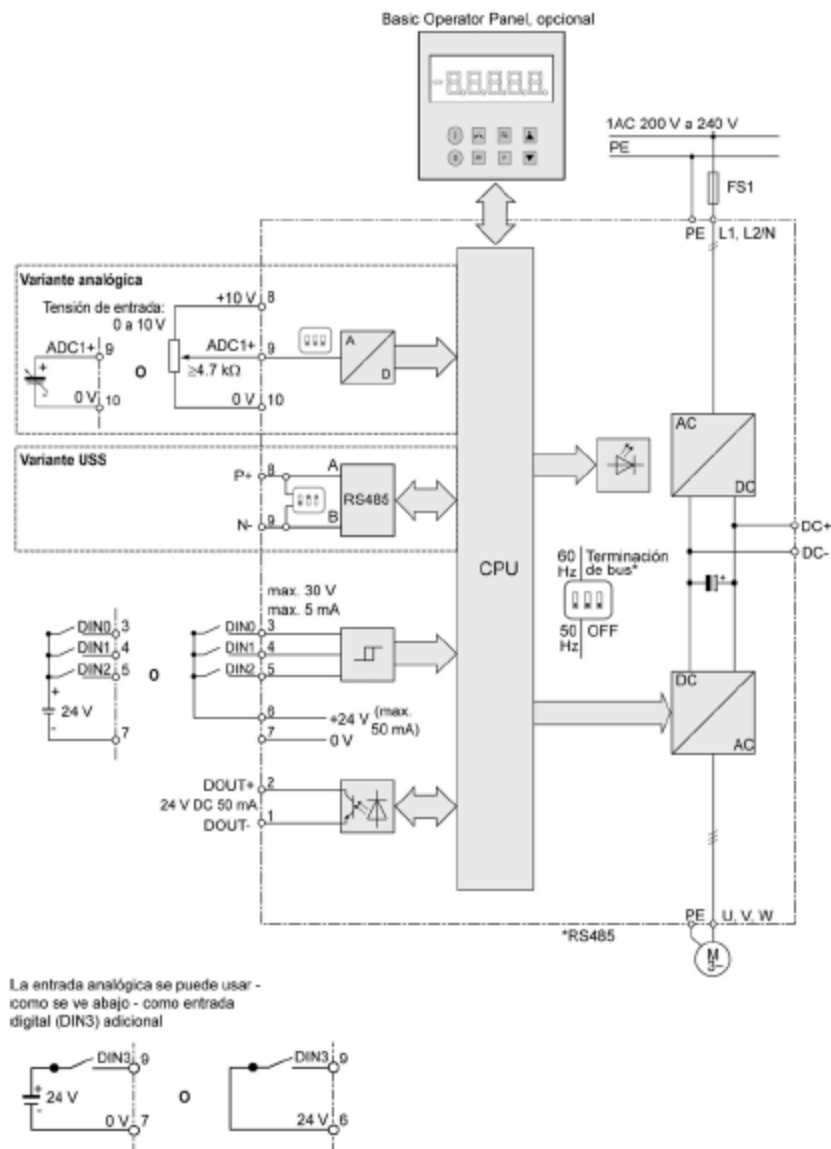 Basic Operator Panel, opcional
1AC 200 V a 240 V
PE
FS1
PE L1, L2/N
Variante analógica
Tensión de entrada:
0 a 10 V
+10 V 8
ADC1+ 9
O
ADC1+ 9
≥4.7 kΩ
0 V 10
0 V 10
A
D
AC
DC
Variante USS
P+ 8
A
RS485
N- 9
B
DC+
DC-
CPU
60 Hz
Terminación de bus*
50 Hz
OFF
max. 30 V
max. 5 mA
DIN0 3
DIN1 4
DIN2 5
+
24 V
-
7
O
DIN0 3
DIN1 4
DIN2 5
6
+24 V (max. 50 mA)
7
0 V
DC
AC
DOUT+ 2
24 V DC 50 mA
DOUT- 1
PE U, V, W
*RS485
M
3~
La entrada analógica se puede usar -
como se ve abajo - como entrada
digital (DIN3) adicional
DIN3 9
+
24 V
-
0 V 7
O
DIN3 9
24 V 6